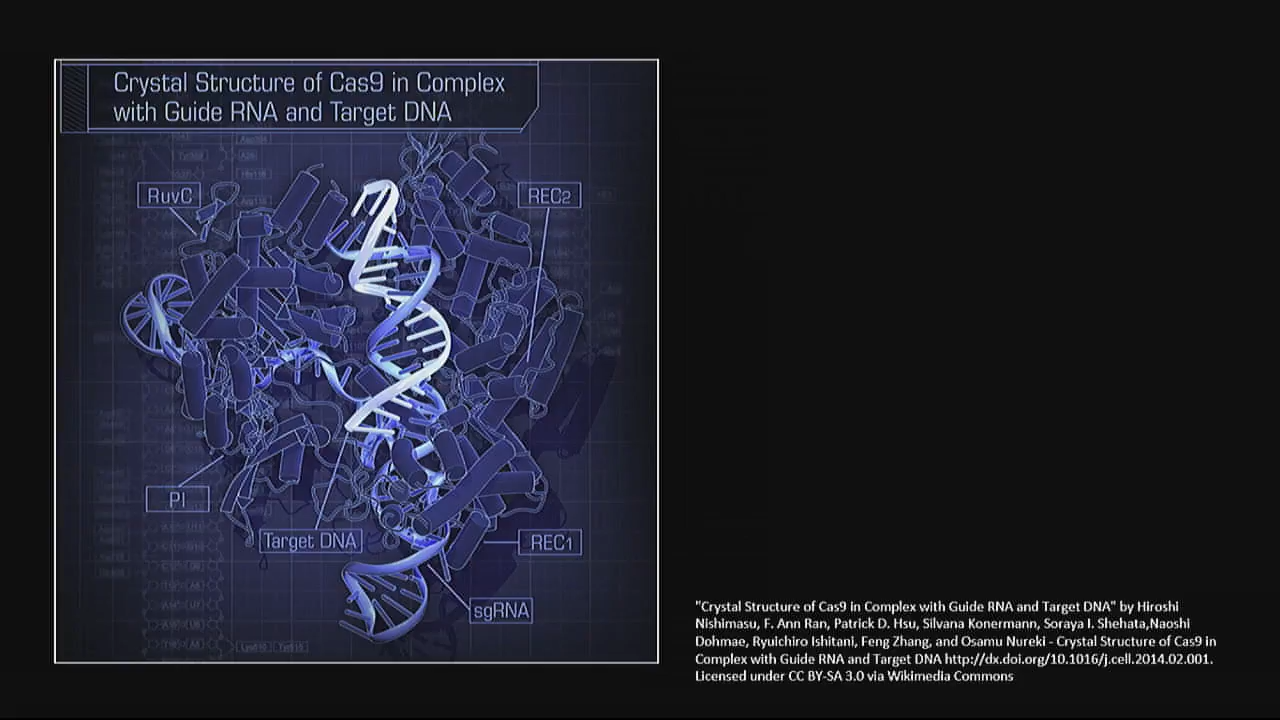 Crystal Structure of Cas9 in Complex
with Guide RNA and Target DNA
RuvC
REC2
PI
Target DNA
REC1
sgRNA
"Crystal Structure of Cas9 in Complex with Guide RNA and Target DNA" by Hiroshi
Nishimasu, F. Ann Ran, Patrick D. Hsu, Silvana Konermann, Soraya I. Shehata,Naoshi
Dohmae, Ryuichiro Ishitani, Feng Zhang, and Osamu Nureki - Crystal Structure of Cas9 in
Complex with Guide RNA and Target DNA http://dx.doi.org/10.1016/j.cell.2014.02.001.
Licensed under CC BY-SA 3.0 via Wikimedia Commons